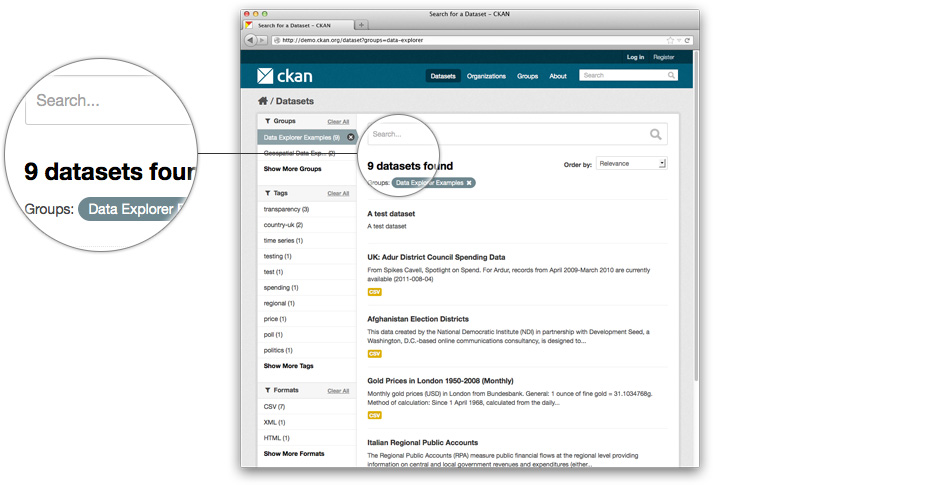 Search for a Dataset – CKAN
Search for a Dataset – CKAN
http://demo.ckan.org/dataset?groups=data-explorer
Log in Register
ckan
Datasets Organizations Groups About Search
/ Datasets
Groups Clear All
Data Explorer Examples (9)
Geospatial Data Exp... (2)
Show More Groups
Tags Clear All
transparency (3)
country-uk (2)
time series (1)
testing (1)
test (1)
spending (1)
regional (1)
price (1)
poll (1)
politics (1)
Show More Tags
Formats Clear All
CSV (7)
XML (1)
HTML (1)
Show More Formats
Search...
9 datasets found
Order by: Relevance
Groups: Data Explorer Examples
A test dataset
A test dataset
UK: Adur District Council Spending Data
From Spikes Cavell, Spotlight on Spend. For Ardur, records from April 2009-March 2010 are currently
available (2011-008-04)
CSV
Afghanistan Election Districts
This data created by the National Democratic Institute (NDI) in partnership with Development Seed, a
Washington, D.C.-based online communications consultancy, is designed to...
CSV
Gold Prices in London 1950-2008 (Monthly)
Monthly gold prices (USD) in London from Bundesbank. General: 1 ounce of fine gold = 31.1034768g.
Method of calculation: Since 1 April 1968, calculated from the daily...
CSV
Italian Regional Public Accounts
The Regional Public Accounts (RPA) measure public financial flows at the regional level providing
information on central and local government revenues and expenditures (either...
Search...
9 datasets four
Groups: Data Explorer